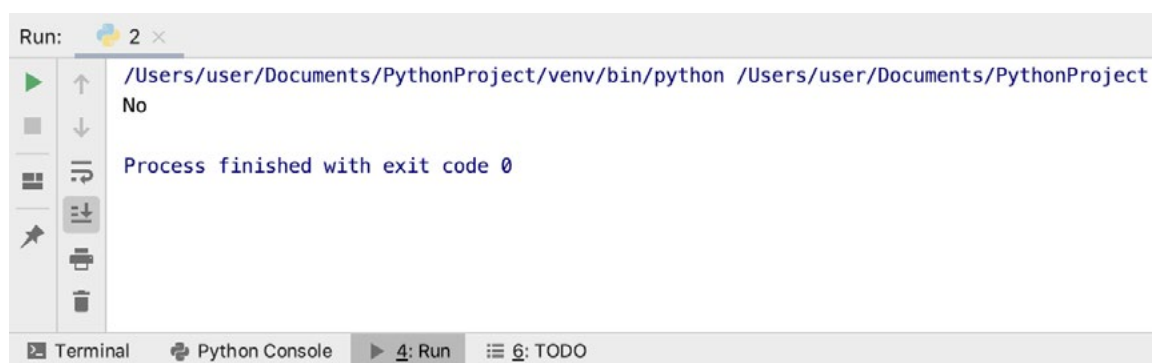 Run: 2
/Users/user/Documents/PythonProject/venv/bin/python /Users/user/Documents/PythonProject
No
Process finished with exit code 0
Terminal Python Console 4: Run 6: TODO